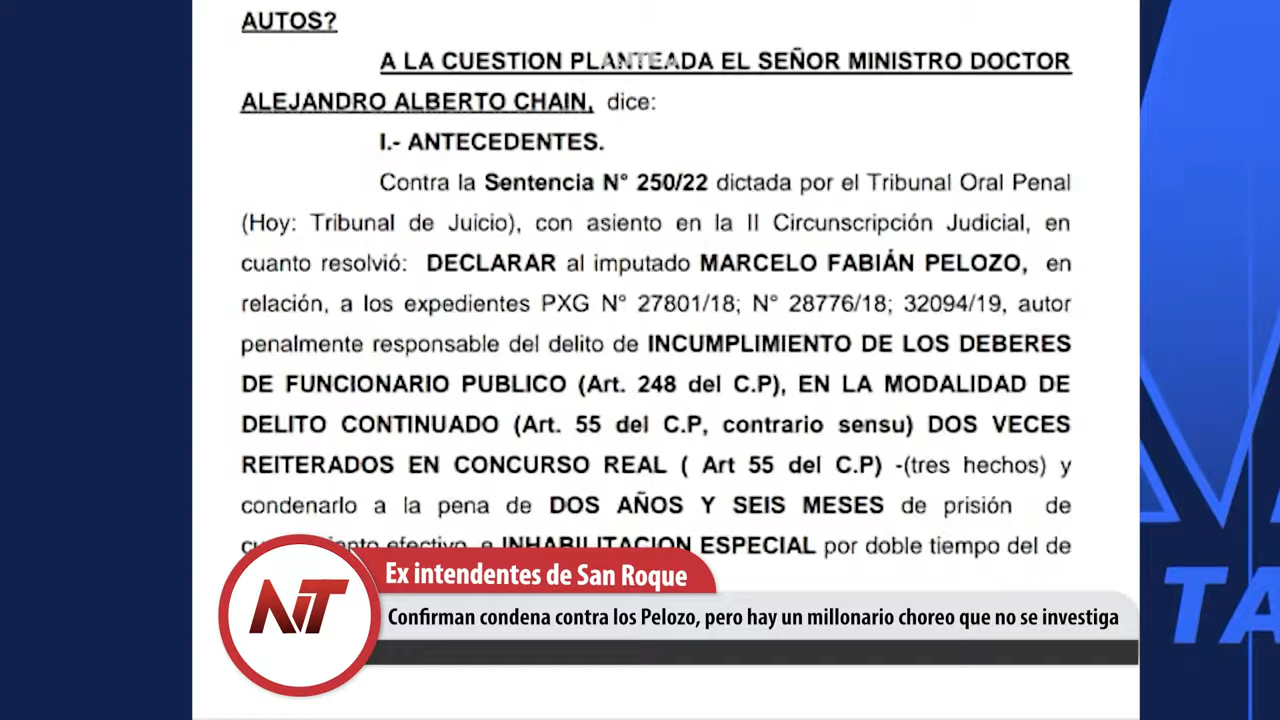 AUTOS?
A LA CUESTION PLANTEADA EL SEÑOR MINISTRO DOCTOR
ALEJANDRO ALBERTO CHAIN, dice:
I.- ANTECEDENTES.
Contra la Sentencia N° 250/22 dictada por el Tribunal Oral Penal
(Hoy: Tribunal de Juicio), con asiento en la II Circunscripción Judicial, en
cuanto resolvió: DECLARAR al imputado MARCELO FABIÁN PELOZO, en
relación, a los expedientes PXG N° 27801/18; N° 28776/18; 32094/19, autor
penalmente responsable del delito de INCUMPLIMIENTO DE LOS DEBERES
DE FUNCIONARIO PUBLICO (Art. 248 del C.P), EN LA MODALIDAD DE
DELITO CONTINUADO (Art. 55 del C.P, contrario sensu) DOS VECES
REITERADOS EN CONCURSO REAL ( Art 55 del C.P) -(tres hechos) y
condenarlo a la pena de DOS AÑOS Y SEIS MESES de prisión de
efectivo, e INHABILITACION ESPECIAL por doble tiempo del de
NT
Ex intendentes de San Roque
Confirman condena contra los Pelozo, pero hay un millonario choreo que no se investiga
TA